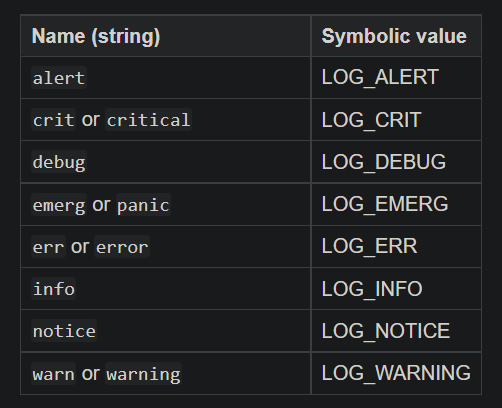 Name (string) Symbolic value
alert LOG_ALERT
crit or critical LOG_CRIT
debug LOG_DEBUG
emerg or panic LOG_EMERG
err or error LOG_ERR
info LOG_INFO
notice LOG_NOTICE
warn or warning LOG_WARNING